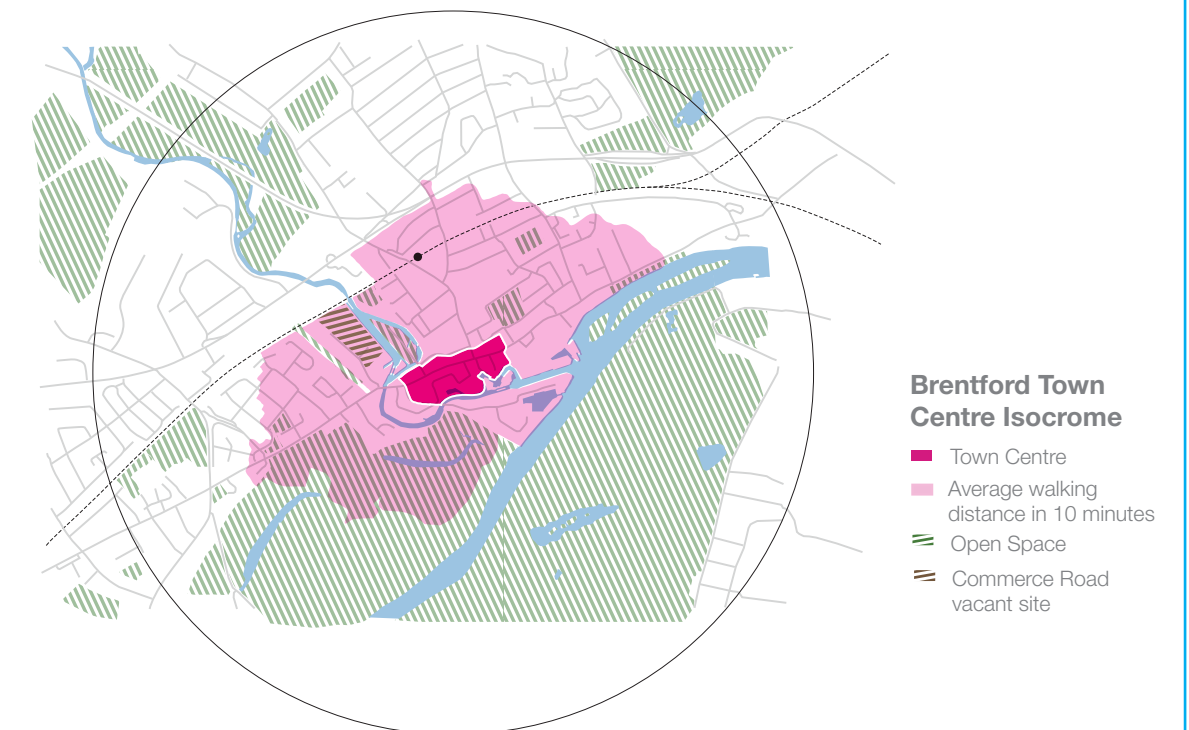 Brentford Town
Centre Isocrome
Town Centre
Average walking
distance in 10 minutes
Open Space
Commerce Road
vacant site